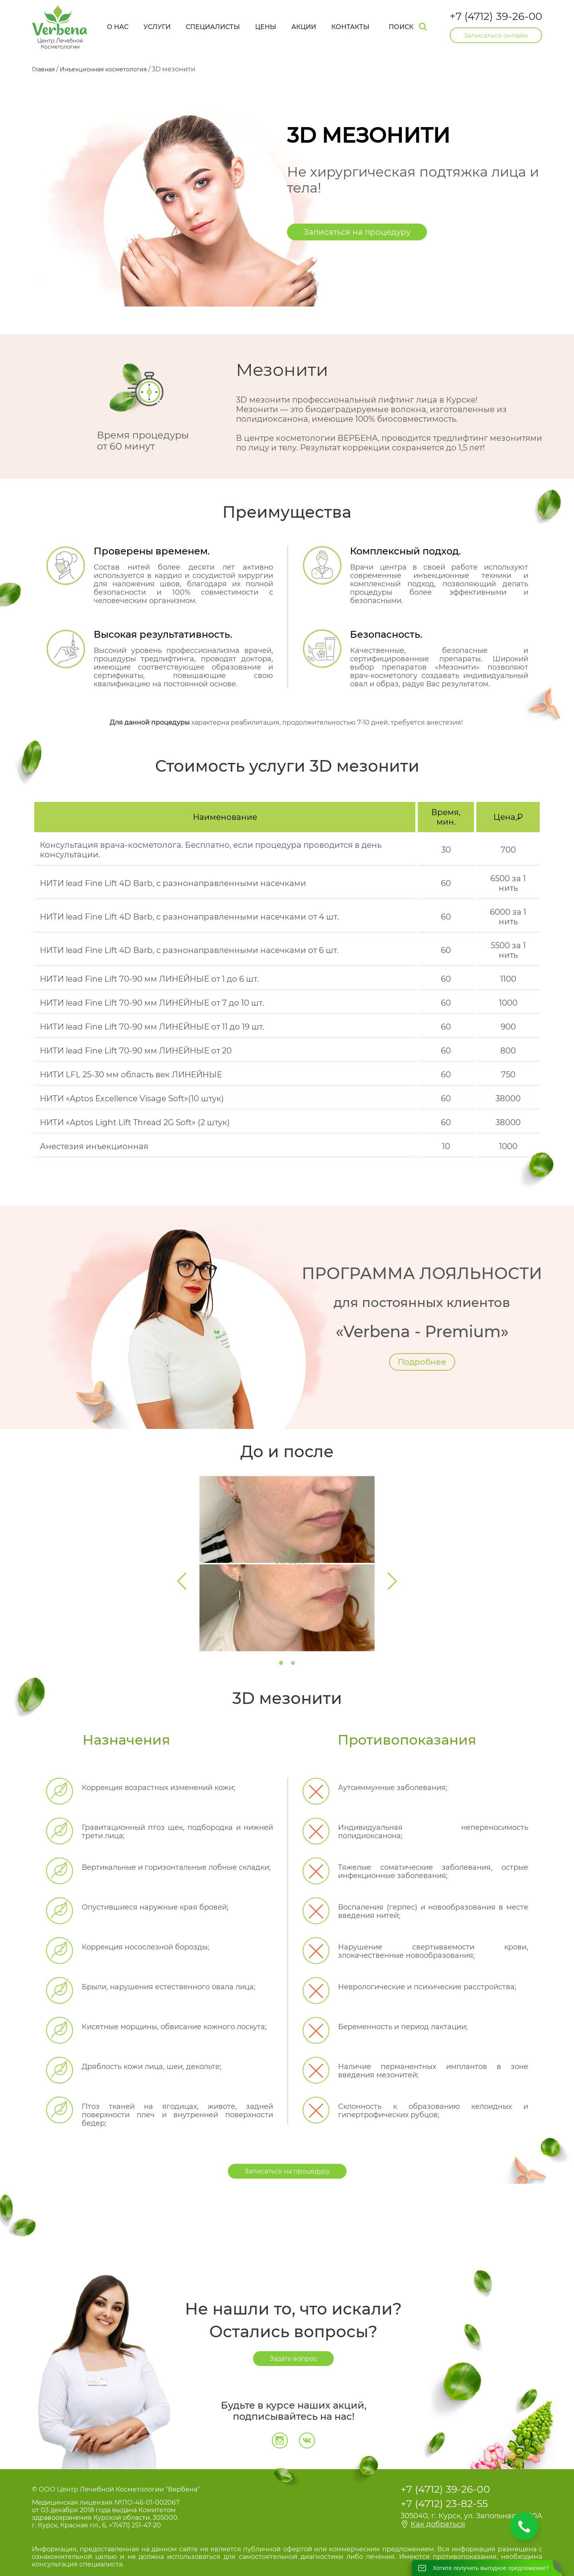 Verbena
Центр Лечебной
Косметологии
О НАС
УСЛУГИ
СПЕЦИАЛИСТЫ
ЦЕНЫ
АКЦИИ
КОНТАКТЫ
ПОИСК
+7 (4712) 39-26-00
Записаться онлайн
Главная / Инъекционная косметология / 3D мезонити
3D МЕЗОНИТИ
Не хирургическая подтяжка лица и
тела!
Записаться на процедуру
Время процедуры
от 60 минут
Мезонити
3D мезонити профессиональный лифтинг лица в Курске!
Мезонити — это биодеградируемые волокна, изготовленные из
полидиоксанона, имеющие 100% биосовместимость.
В центре косметологии ВЕРБЕНА, проводится тредлифтинг мезонитями
по лицу и телу. Результат коррекции сохраняется до 1,5 лет!
Преимущества
Проверены временем.
Состав нитей более десяти лет активно
используется в кардио и сосудистой хирургии
для наложения швов, благодаря их полной
безопасности и 100% совместимости с
человеческим организмом.
Комплексный подход.
Врачи центра в своей работе используют
современные инъекционные техники и
комплексный подход, позволяющий делать
процедуры более эффективными и
безопасными.
Высокая результативность.
Высокий уровень профессионализма врачей,
процедуры тредлифтинга, проводят доктора,
имеющие соответствующее образование и
сертификаты, повышающие свою
квалификацию на постоянной основе.
Безопасность.
Качественные, безопасные и
сертифицированные препараты. Широкий
выбор препаратов «Мезонити» позволяют
врач-косметологу создавать индивидуальный
овал и образ, радуя Вас результатом.
Для данной процедуры характерна реабилитация, продолжительностью 7-10 дней, требуется анестезия!
Стоимость услуги 3D мезонити
Наименование
Время,
мин.
Цена,₽
Консультация врача-косметолога. Бесплатно, если процедура проводится в день
консультации.
30
700
НИТИ lead Fine Lift 4D Barb, с разнонаправленными насечками
60
6500 за 1
нить
НИТИ lead Fine Lift 4D Barb, с разнонаправленными насечками от 4 шт.
60
6000 за 1
нить
НИТИ lead Fine Lift 4D Barb, с разнонаправленными насечками от 6 шт.
60
5500 за 1
нить
НИТИ lead Fine Lift 70-90 мм ЛИНЕЙНЫЕ от 1 до 6 шт.
60
1100
НИТИ lead Fine Lift 70-90 мм ЛИНЕЙНЫЕ от 7 до 10 шт.
60
1000
НИТИ lead Fine Lift 70-90 мм ЛИНЕЙНЫЕ от 11 до 19 шт.
60
900
НИТИ lead Fine Lift 70-90 мм ЛИНЕЙНЫЕ от 20
60
800
НИТИ LFL 25-30 мм область век ЛИНЕЙНЫЕ
60
750
НИТИ «Aptos Excellence Visage Soft»(10 штук)
60
38000
НИТИ «Aptos Light Lift Thread 2G Soft» (2 штук)
60
38000
Анестезия инъекционная
10
1000
ПРОГРАММА ЛОЯЛЬНОСТИ
для постоянных клиентов
«Verbena - Premium»
Подробнее
До и после
3D мезонити
Назначения
Противопоказания
Коррекция возрастных изменений кожи;
Аутоиммунные заболевания;
Гравитационный птоз щек, подбородка и нижней
трети лица;
Индивидуальная непереносимость
полидиоксанона;
Вертикальные и горизонтальные лобные складки;
Тяжелые соматические заболевания, острые
инфекционные заболевания;
Опустившиеся наружные края бровей;
Воспаления (герпес) и новообразования в месте
введения нитей;
Коррекция носослезной борозды;
Нарушение свертываемости крови,
злокачественные новообразования;
Брыли, нарушения естественного овала лица;
Неврологические и психические расстройства;
Кисетные морщины, обвисание кожного лоскута;
Беременность и период лактации;
Дряблость кожи лица, шеи, декольте;
Наличие перманентных имплантов в зоне
введения мезонитей;
Птоз тканей на ягодицах, животе, задней
поверхности плеч и внутренней поверхности
бедер;
Склонность к образованию келоидных и
гипертрофических рубцов;
Записаться на процедуру
Не нашли то, что искали?
Остались вопросы?
Задать вопрос
Будьте в курсе наших акций,
подписывайтесь на нас!
© ООО Центр Лечебной Косметологии "Вербена"
Медицинская лицензия №ЛО-46-01-002067
от 03 декабря 2018 года выдана Комитетом
здравоохранения Курской области, 305000.
г. Курск, Красная пл., 6, +7(471) 251-47-20
+7 (4712) 39-26-00
+7 (4712) 23-82-55
305040, г. Курск, ул. Запольная,
Как добраться
Информация, предоставленная на данном сайте не является публичной офертой или коммерческим предложением. Вся информация размещена с
ознакомительной целью и не должна использоваться для самостоятельной диагностики либо лечения. Имеются противопоказания, необходима
консультация специалиста.
Хотите получить выгодное предложение?